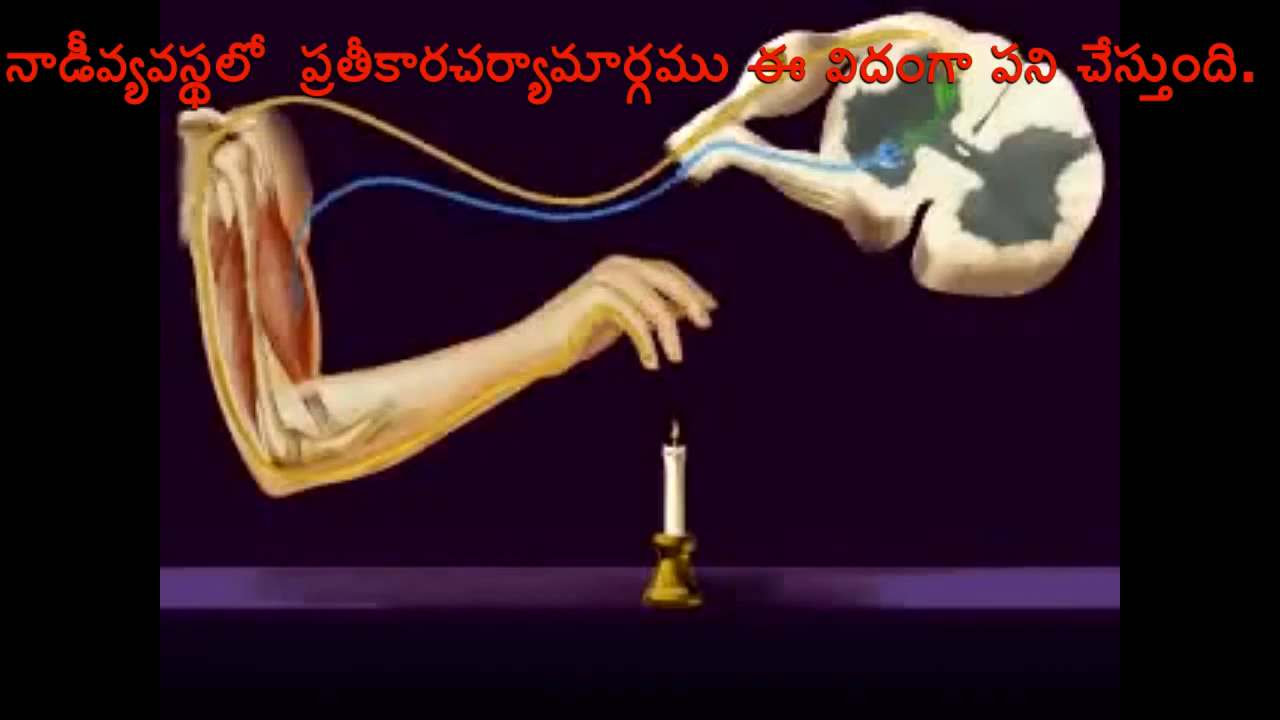 నాడీవ్యవస్థలో ప్రతీకారచర్యామార్గము ఈ విదంగా పని చేస్తుంది.